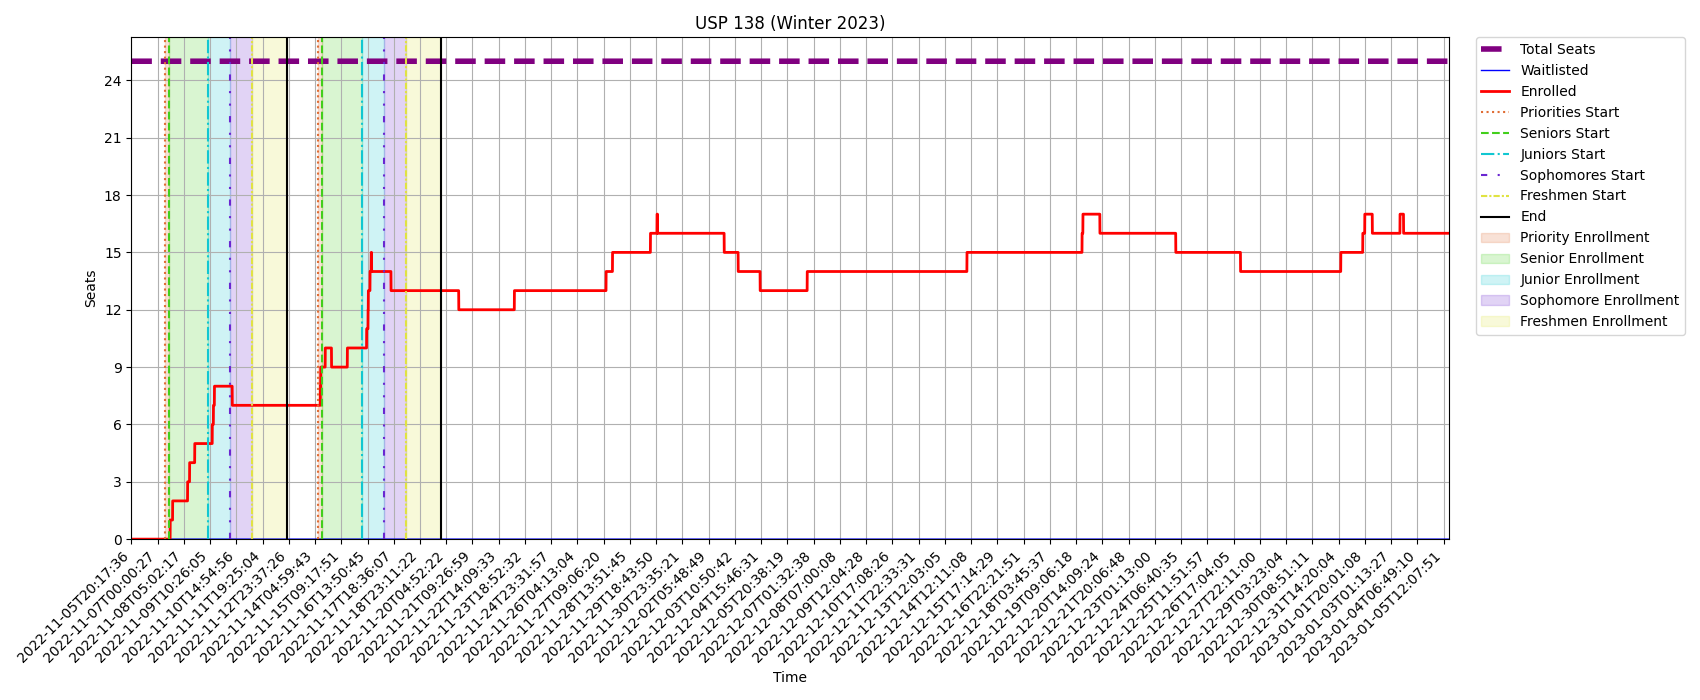 USP 138 (Winter 2023)
Seats
24
21
18
15
12
9
6
3
0
2022-11-05T20:17:36
2022-11-07T00:00:27
2022-11-08T05:02:17
2022-11-09T10:26:05
2022-11-10T14:54:56
2022-11-11T19:25:04
2022-11-12T23:37:26
2022-11-14T04:59:43
2022-11-15T09:17:51
2022-11-16T13:50:45
2022-11-17T18:36:07
2022-11-18T23:11:22
2022-11-20T04:52:22
2022-11-21T09:26:59
2022-11-22T14:09:33
2022-11-23T18:52:32
2022-11-24T23:31:57
2022-11-26T04:13:04
2022-11-27T09:06:20
2022-11-28T13:51:45
2022-11-29T18:43:50
2022-11-30T23:35:21
2022-12-02T05:48:49
2022-12-03T10:50:42
2022-12-04T15:46:31
2022-12-05T20:38:19
2022-12-07T01:32:38
2022-12-08T07:00:08
2022-12-09T12:04:28
2022-12-10T17:08:26
2022-12-11T22:33:31
2022-12-13T12:03:05
2022-12-14T12:11:08
2022-12-15T17:14:29
2022-12-16T22:21:51
2022-12-18T03:45:37
2022-12-19T09:06:18
2022-12-20T14:09:24
2022-12-21T20:06:48
2022-12-23T01:13:00
2022-12-24T06:40:35
2022-12-25T11:51:57
2022-12-26T17:04:05
2022-12-27T22:11:00
2022-12-29T03:23:04
2022-12-30T08:51:11
2022-12-31T14:20:04
2023-01-01T20:01:08
2023-01-03T01:13:27
2023-01-04T06:49:10
2023-01-05T12:07:51
Time
Total Seats
Waitlisted
Enrolled
Priorities Start
Seniors Start
Juniors Start
Sophomores Start
Freshmen Start
End
Priority Enrollment
Senior Enrollment
Junior Enrollment
Sophomore Enrollment
Freshmen Enrollment